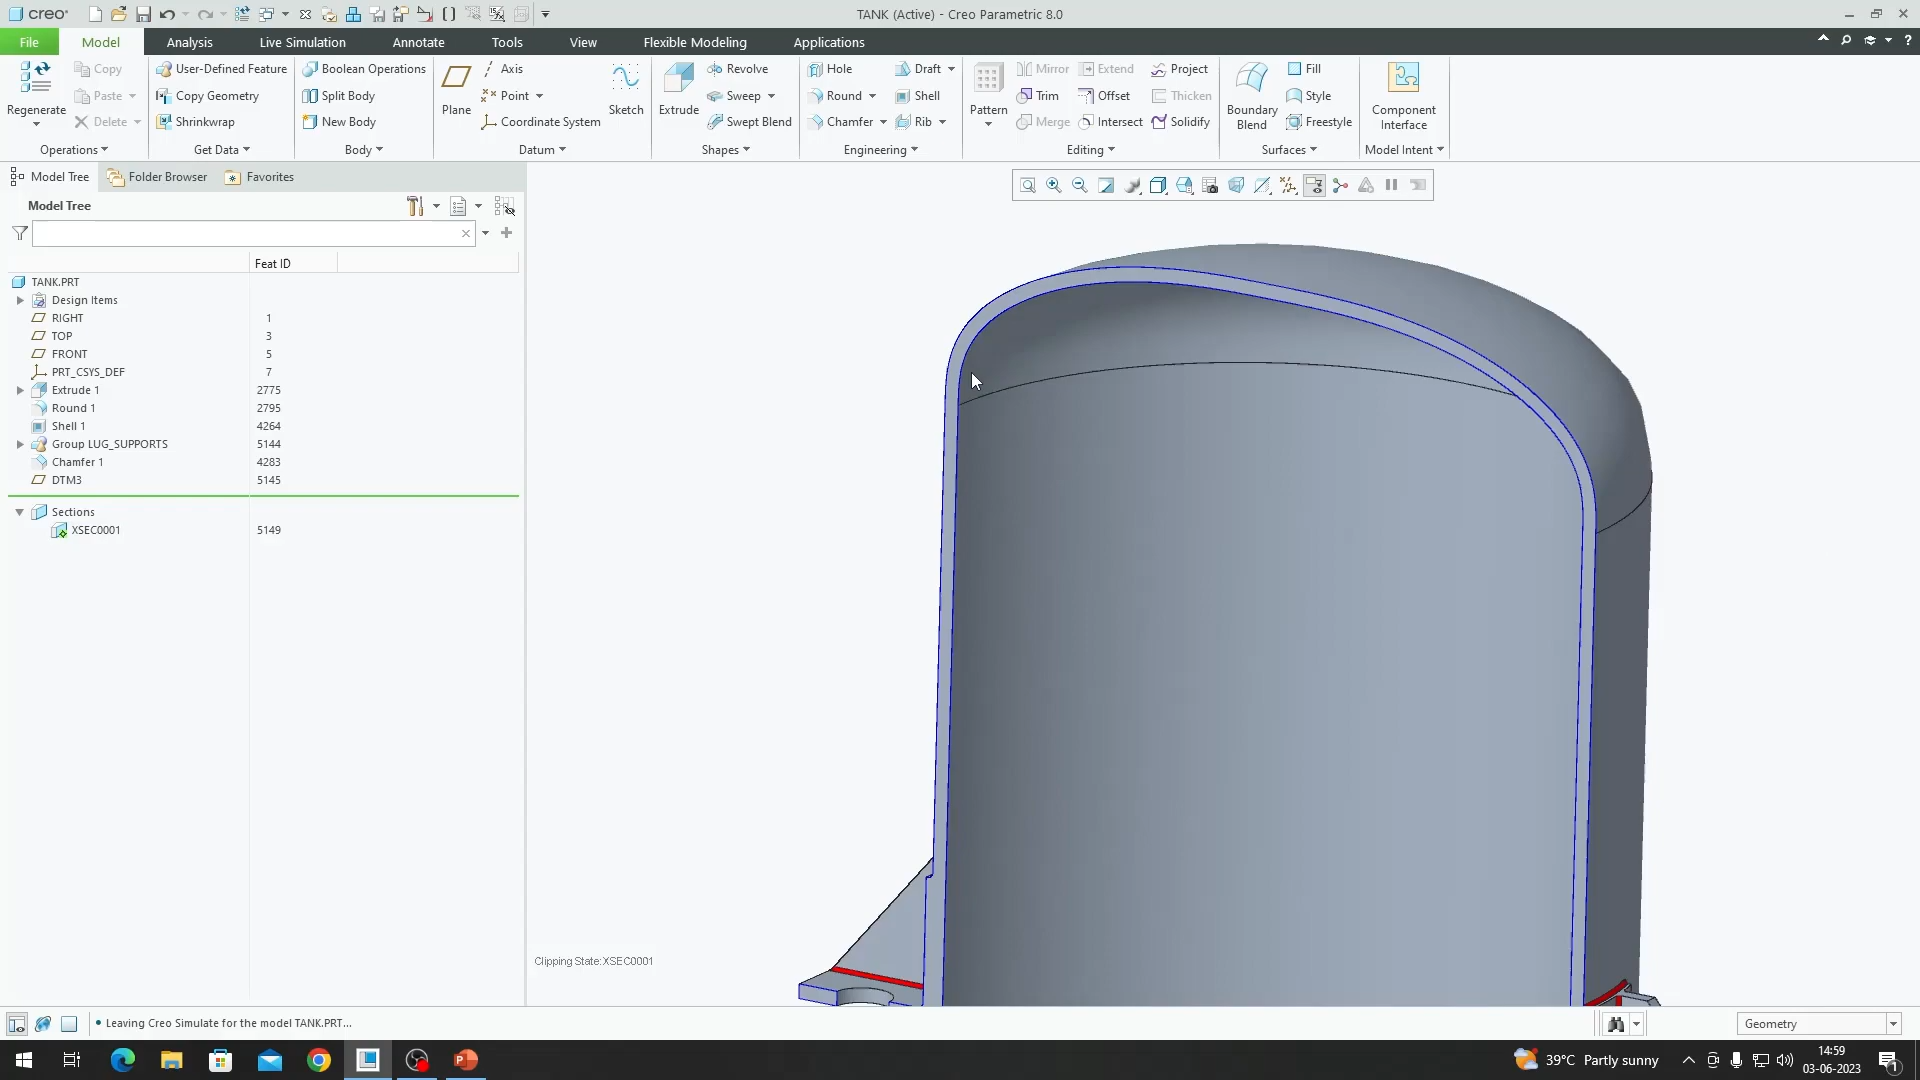 creo
TANK (Active) - Creo Parametric 8.0
File Model Analysis Live Simulation Annotate Tools View Flexible Modeling Applications
Regenerate
Copy
Paste
Delete
Operations
User-Defined Feature
Copy Geometry
Shrinkwrap
Get Data
Boolean Operations
Split Body
New Body
Body
Plane
Axis
Point
Coordinate System
Sketch
Datum
Extrude
Revolve
Sweep
Swept Blend
Shapes
Hole
Round
Chamfer
Draft
Shell
Rib
Engineering
Pattern
Mirror
Trim
Merge
Extend
Offset
Intersect
Project
Thicken
Solidify
Editing
Boundary
Blend
Fill
Style
Freestyle
Surfaces
Component
Interface
Model Intent
Model Tree Folder Browser Favorites
Model Tree
Feat ID
TANK.PRT
Design Items
RIGHT 1
TOP 3
FRONT 5
PRT_CSYS_DEF 7
Extrude 1 2775
Round 1 2795
Shell 1 4264
Group LUG_SUPPORTS 5144
Chamfer 1 4283
DTM3 5145
Sections
XSEC0001 5149
Clipping State:XSEC0001
• Leaving Creo Simulate for the model TANK.PRT...
Geometry
39°C Partly sunny
14:59
03-06-2023
1